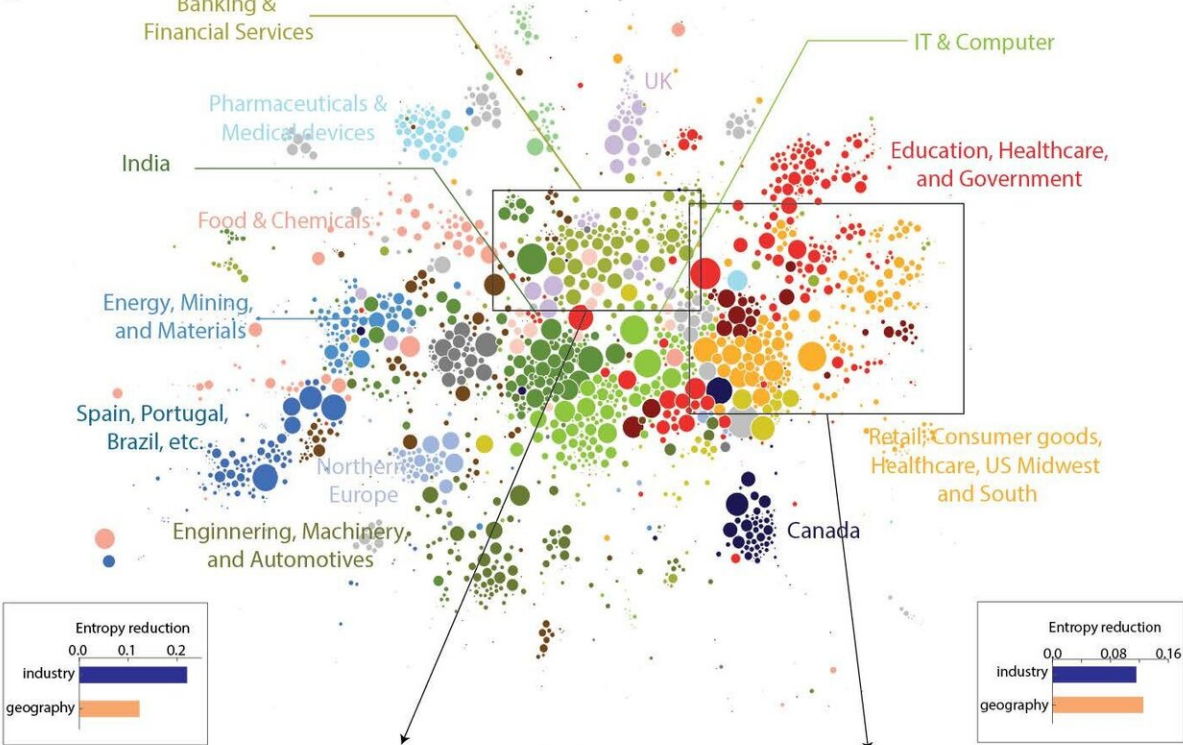 Banking &
Financial Services
IT & Computer
UK
Pharmaceuticals &
Medical devices
India
Education, Healthcare,
and Government
Food & Chemicals
Energy, Mining,
and Materials
Spain, Portugal,
Brazil, etc.
Retail, Consumer goods,
Healthcare, US Midwest
and South
Northern
Europe
Enginnering, Machinery,
and Automotives
Canada
Entropy reduction
0.0 0.1 0.2
industry
geography
Entropy reduction
0.0 0.08 0.16
industry
geography